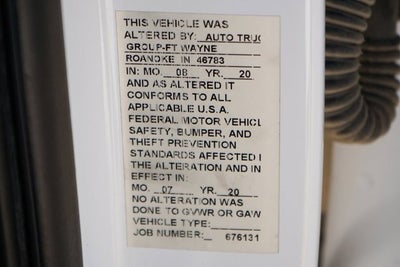 THIS VEHICLE WAS
ALTERED BY: AUTO TRUC
GROUP-FT WAYNE
ROANOKE IN 46783
IN: MO. 08 YR. 20
AND AS ALTERED IT
CONFORMS TO ALL
APPLICABLE U.S.A.
FEDERAL MOTOR VEHICL
SAFETY, BUMPER, AND
THEFT PREVENTION
STANDARDS AFFECTED
THE ALTERATION AND IN
EFFECT IN:
MO. 07 YR. 20
NO ALTERATION WAS
DONE TO GVWR OR GAW
VEHICLE TYPE:
JOB NUMBER: 676131